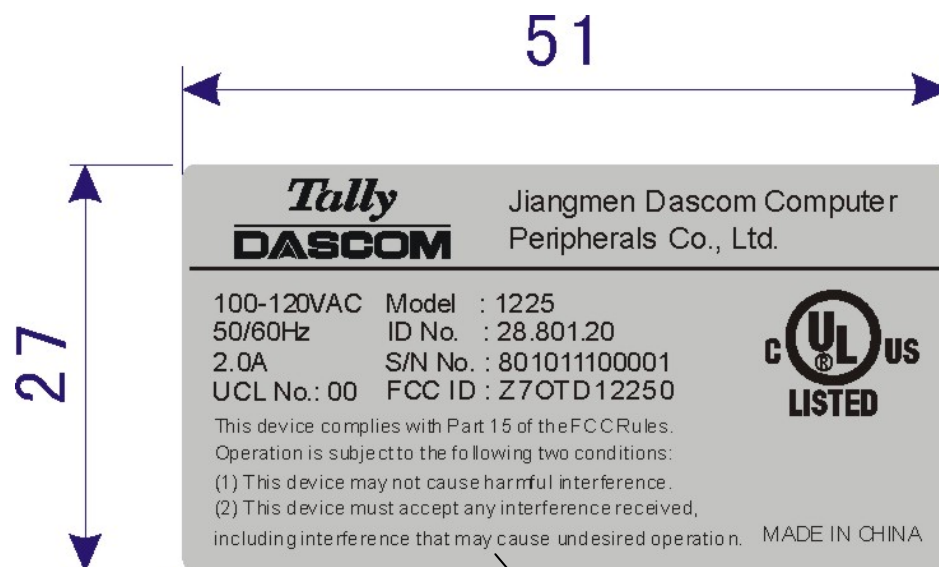 51
27
Tally
DASCOM
Jiangmen Dascom Computer
Peripherals Co., Ltd.
100-120VAC Model : 1225
50/60Hz ID No. : 28.801.20
2.0A S/N No. : 801011100001
UCL No.: 00 FCC ID : Z7OTD12250
C UL US
®
LISTED
This device complies with Part 15 of the FCC Rules.
Operation is subject to the following two conditions:
(1) This device may not cause harmful interference.
(2) This device must accept any interference received,
including interference that may cause undesired operation.
MADE IN CHINA